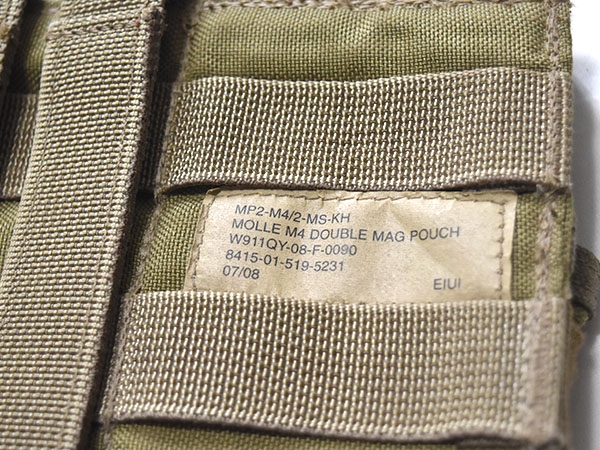 MP2-M4/2-MS-KH
MOLLE M4 DOUBLE MAG POUCH
W911QY-08-F-0090
8415-01-519-5231
07/08 EIUI